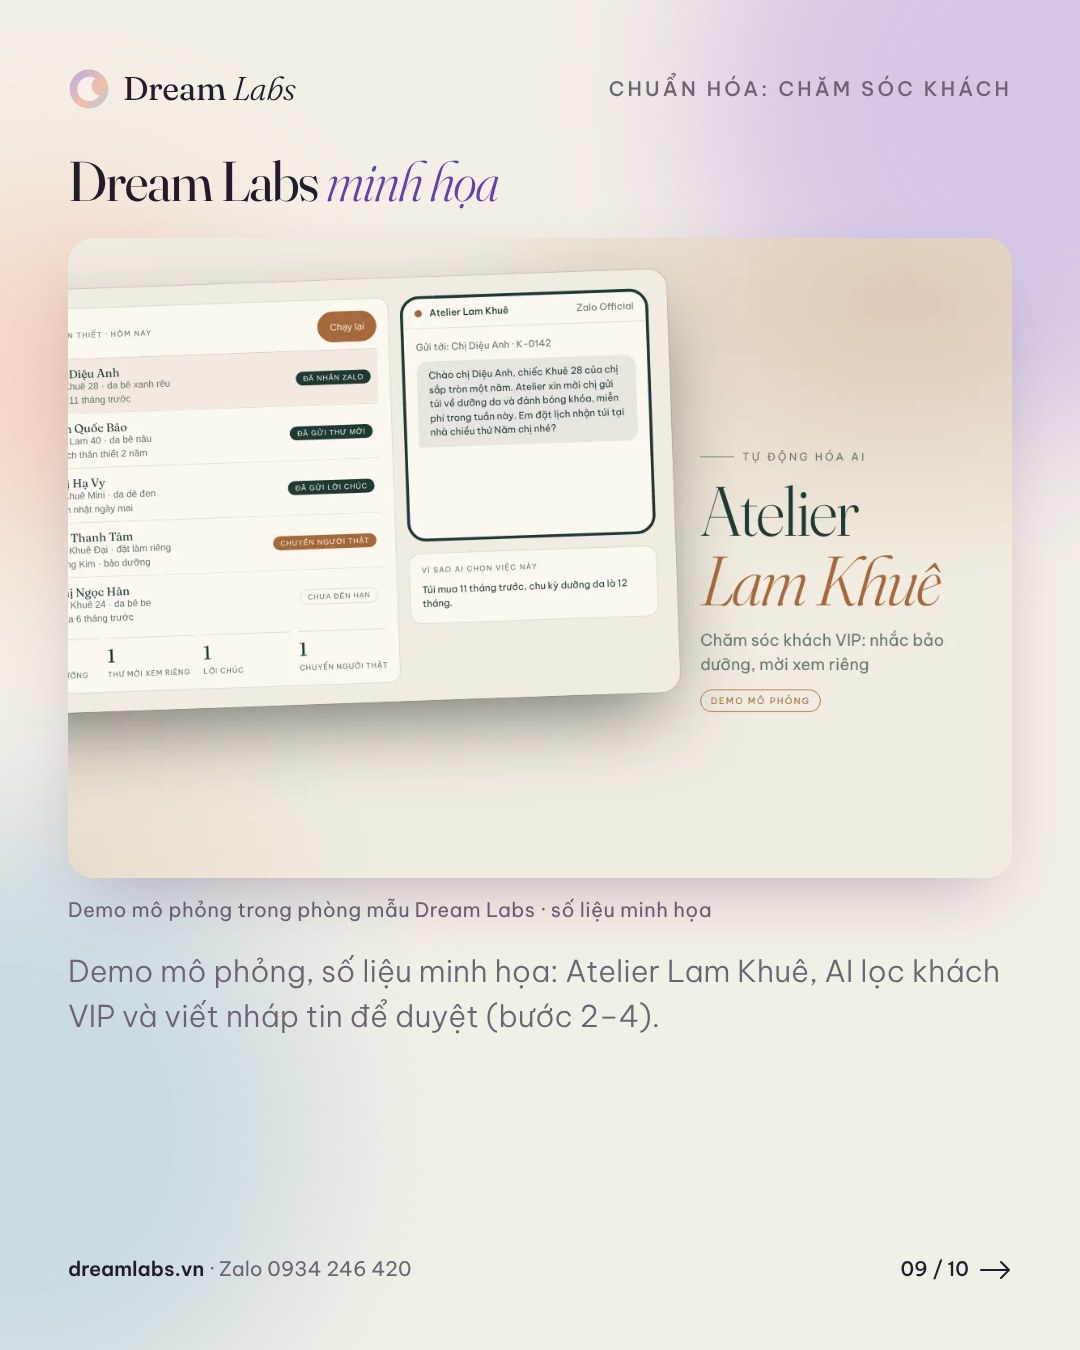 Dream Labs
CHUẨN HÓA: CHĂM SÓC KHÁCH
Dream Labs minh họa
THIẾT · HÔM NAY
Chạy lại
Diệu Anh
28 · da bê xanh rêu
11 tháng trước
ĐÃ NHẮN ZALO
Quốc Bảo
Lam 40 · da bê nâu
thân thiết 2 năm
ĐÃ GỬI THƯ MỜI
Hạ Vy
Mini · da dê đen
nhật ngày mai
ĐÃ GỬI LỜI CHÚC
Thanh Tâm
Khuê Đại · đặt làm riêng
Kim · bảo dưỡng
CHUYỂN NGƯỜI THẬT
Ngọc Hân
Khuê 24 · da bê be
6 tháng trước
CHƯA ĐẾN HẠN
1
THƯ MỜI XEM RIÊNG
1
LỜI CHÚC
1
CHUYỂN NGƯỜI THẬT
Atelier Lam Khuê
Zalo Official
Gửi tới: Chị Diệu Anh · K-0142
Chào chị Diệu Anh, chiếc Khuê 28 của chị
sắp tròn một năm. Atelier xin mời chị gửi
túi về dưỡng da và đánh bóng khóa, miễn
phí trong tuần này. Em đặt lịch nhận túi tại
nhà chiều thứ Năm chị nhé?
VÌ SAO AI CHỌN VIỆC NÀY
Túi mua 11 tháng trước, chu kỳ dưỡng da là 12
tháng.
TỰ ĐỘNG HÓA AI
Atelier
Lam Khuê
Chăm sóc khách VIP: nhắc bảo
dưỡng, mời xem riêng
DEMO MÔ PHỎNG
Demo mô phỏng trong phòng mẫu Dream Labs · số liệu minh họa
Demo mô phỏng, số liệu minh họa: Atelier Lam Khuê, AI lọc khách
VIP và viết nháp tin để duyệt (bước 2–4).
dreamlabs.vn · Zalo 0934 246 420
09 / 10